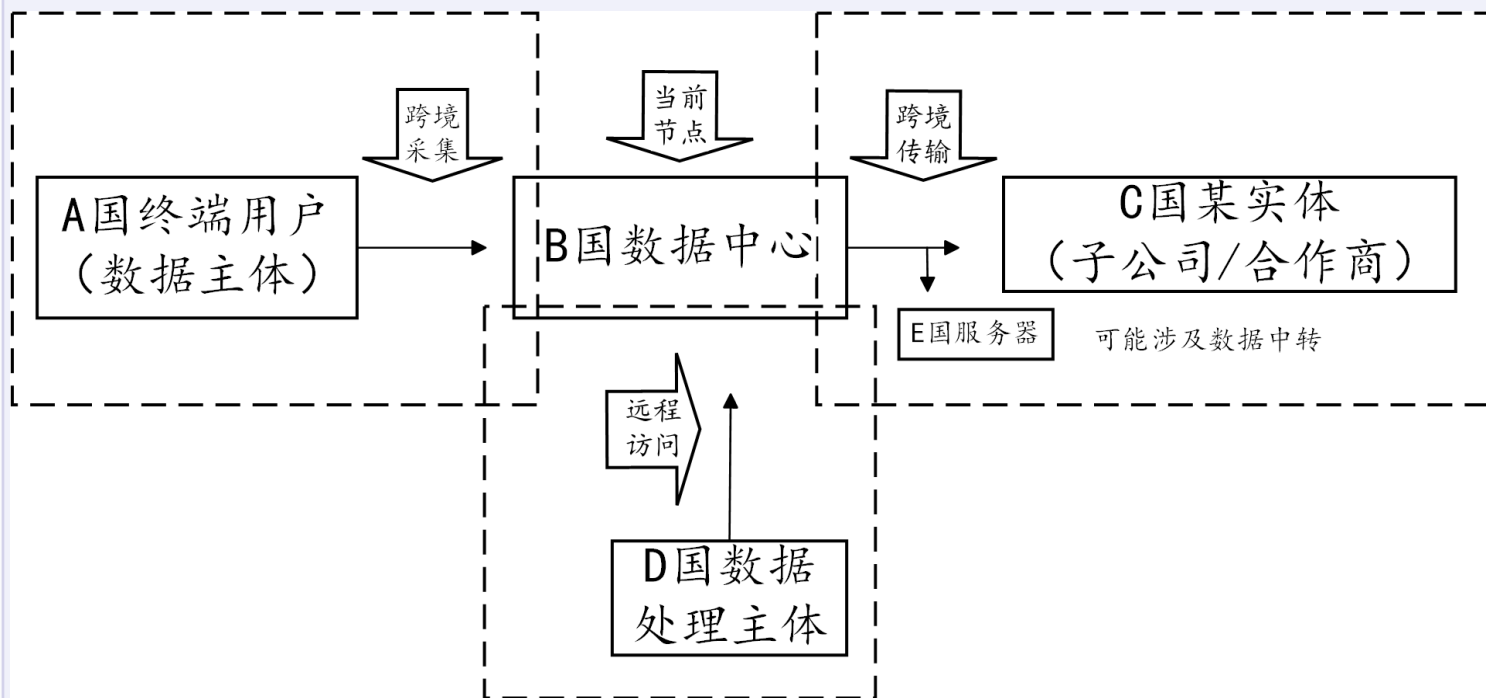 跨境
采集
当前
节点
跨境
传输
A国终端用户
（数据主体）
B国数据中心
C国某实体
（子公司/合作商）
E国服务器
可能涉及数据中转
远程
访问
D国数据
处理主体